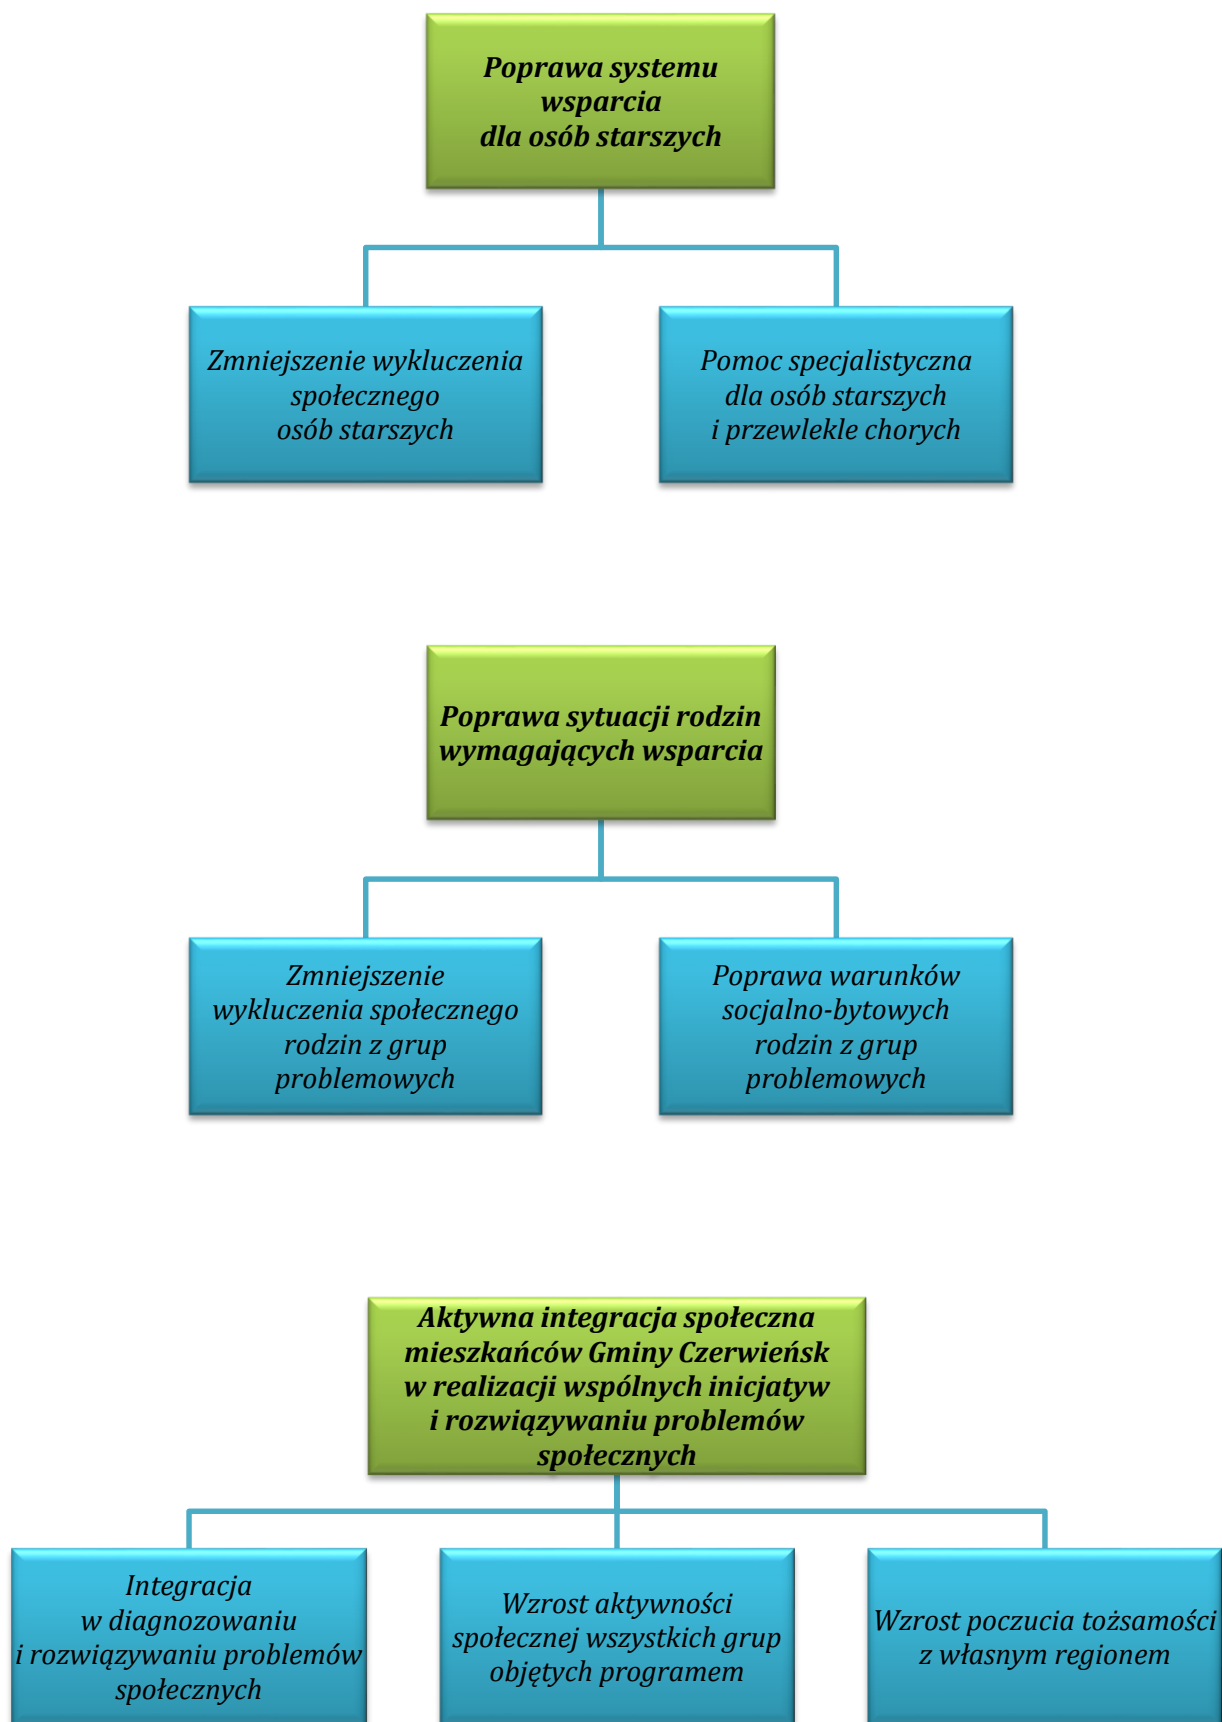 Poprawa systemu
wsparcia
dla osób starszych
Zmniejszenie wykluczenia
społecznego
osób starszych
Pomoc specjalistyczna
dla osób starszych
i przewlekle chorych
Poprawa sytuacji rodzin
wymagających wsparcia
Zmniejszenie
wykluczenia społecznego
rodzin z grup
problemowych
Poprawa warunków
socjalno-bytowych
rodzin z grup
problemowych
Aktywna integracja społeczna
mieszkańców Gminy Czerwieńsk
w realizacji wspólnych inicjatyw
i rozwiązywaniu problemów
społecznych
Integracja
w diagnozowaniu
i rozwiązywaniu problemów
społecznych
Wzrost aktywności
społecznej wszystkich grup
objętych programem
Wzrost poczucia tożsamości
z własnym regionem